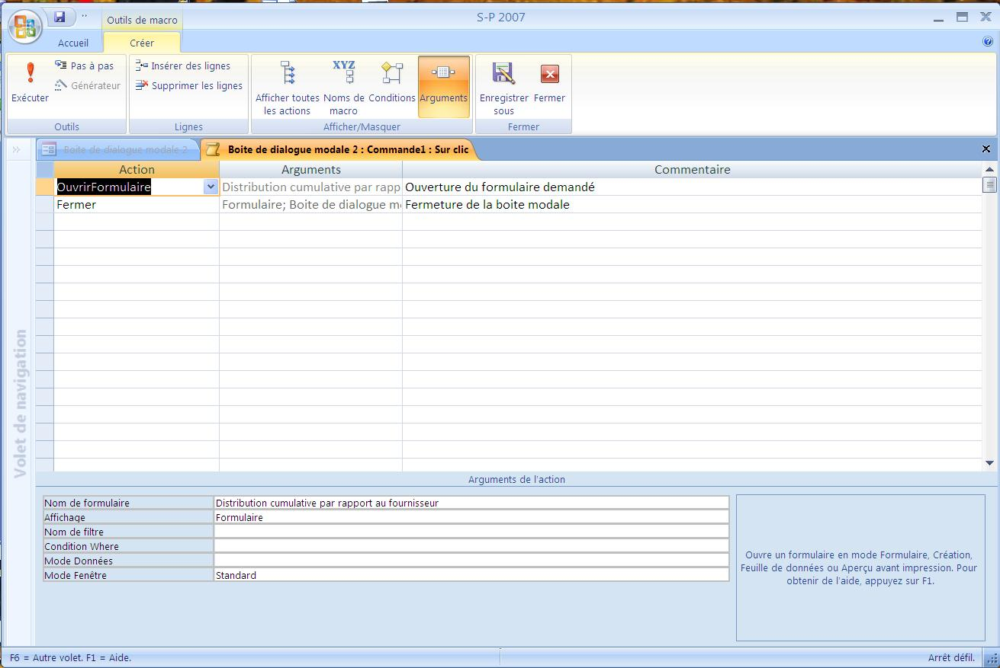 S-P 2007
Outils de macro
Accueil
Créer
Exécuter
Pas à pas
Générateur
Outils
Insérer des lignes
Supprimer les lignes
Lignes
Afficher toutes
les actions
XYZ
Noms de
macro
Conditions
Arguments
Afficher/Masquer
Enregistrer
sous
Fermer
Fermer
Boite de dialogue modale 2
Boite de dialogue modale 2 : Commande1 : Sur clic
Volet de navigation
Action Arguments Commentaire
OuvrirFormulaire Distribution cumulative par rapp Ouverture du formulaire demandé
Fermer Formulaire; Boite de dialogue m Fermeture de la boite modale
Arguments de l'action
Nom de formulaire Distribution cumulative par rapport au fournisseur
Affichage Formulaire
Nom de filtre
Condition Where
Mode Données
Mode Fenêtre Standard
Ouvre un formulaire en mode Formulaire, Création,
Feuille de données ou Aperçu avant impression. Pour
obtenir de l'aide, appuyez sur F1.
F6 = Autre volet. F1 = Aide.
Arrêt défil.